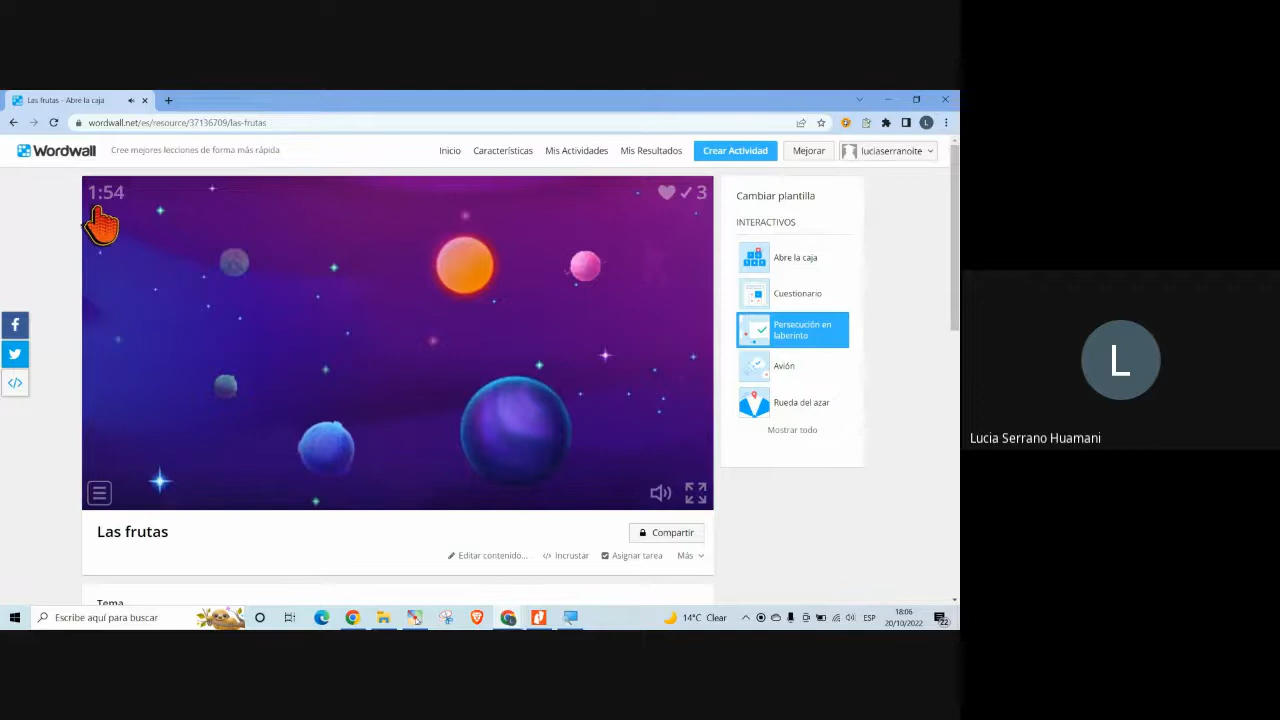 Las frutas - Abre la caja
wordwall.net/es/resource/37136709/las-frutas
Wordwall
Cree mejores lecciones de forma más rápida
Inicio
Características
Mis Actividades
Mis Resultados
Crear Actividad
Mejorar
luciaserranoite
1:54
3
Cambiar plantilla
INTERACTIVOS
Abre la caja
Cuestionario
Persecución en
laberinto
Avión
Rueda del azar
Mostrar todo
L
Lucia Serrano Huamani
Las frutas
Compartir
Editar contenido...
Incrustar
Asignar tarea
Más
Tema
Escribe aquí para buscar
14°C Clear
ESP
18:06
20/10/2022
22